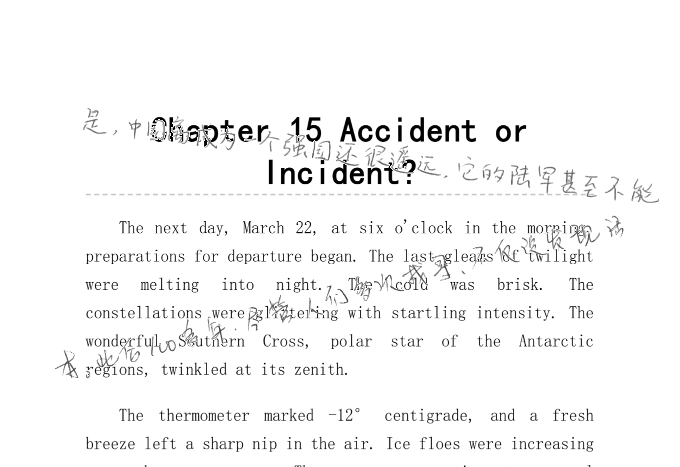 Chapter 15 Accident or
Incident?
是，中国离成为一个强国还很遥远，它的陆军甚至不能
The next day, March 22, at six o'clock in the morning,
preparations for departure began. The last gleams of twilight
were melting into night. The cold was brisk. The
constellations were glittering with startling intensity. The
wonderful Southern Cross, polar star of the Antarctic
regions, twinkled at its zenith.
The thermometer marked -12° centigrade, and a fresh
breeze left a sharp nip in the air. Ice floes were increasing